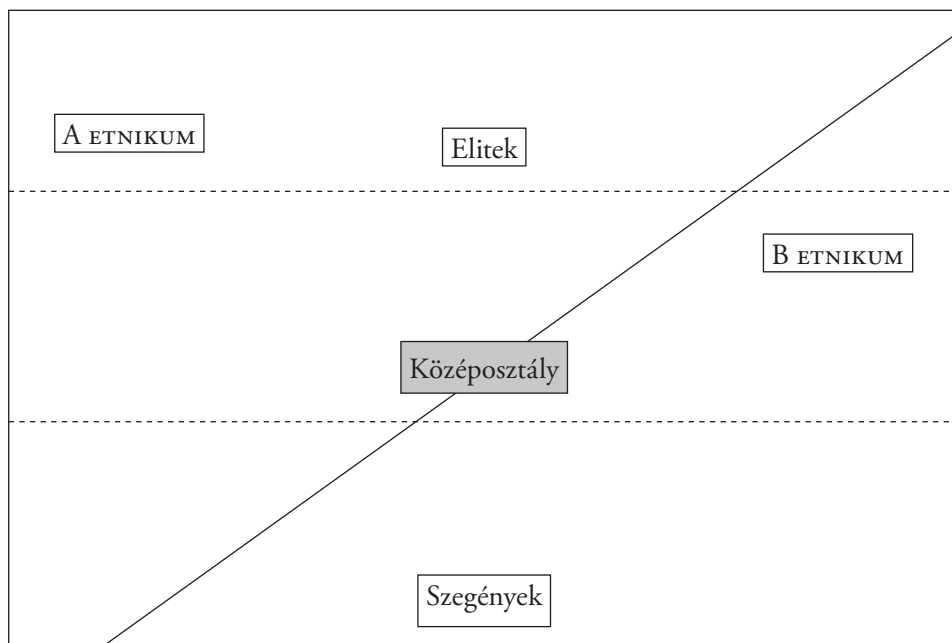 A ETNIKUM
Elitek
B ETNIKUM
Középosztály
Szegények